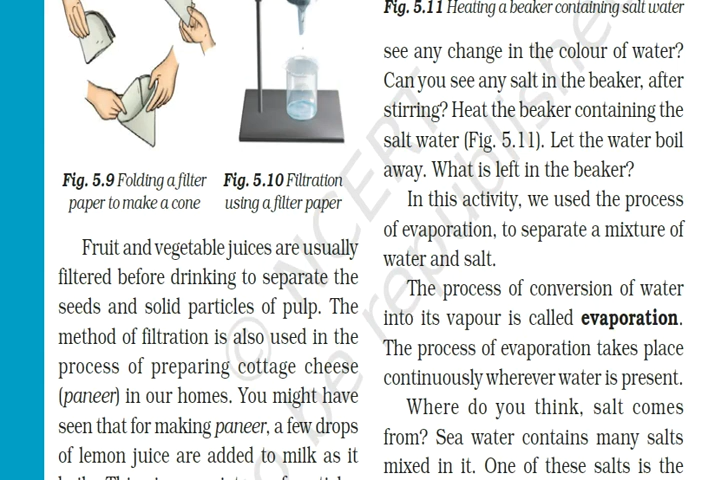 Fig. 5.9 Folding a filter
paper to make a cone
Fig. 5.10 Filtration
using a filter paper
Fruit and vegetable juices are usually
filtered before drinking to separate the
seeds and solid particles of pulp. The
method of filtration is also used in the
process of preparing cottage cheese
(paneer) in our homes. You might have
seen that for making paneer, a few drops
of lemon juice are added to milk as it
Fig. 5.11 Heating a beaker containing salt water
see any change in the colour of water?
Can you see any salt in the beaker, after
stirring? Heat the beaker containing the
salt water (Fig. 5.11). Let the water boil
away. What is left in the beaker?
In this activity, we used the process
of evaporation, to separate a mixture of
water and salt.
The process of conversion of water
into its vapour is called evaporation.
The process of evaporation takes place
continuously wherever water is present.
Where do you think, salt comes
from? Sea water contains many salts
mixed in it. One of these salts is the
© NCERT
be republishe